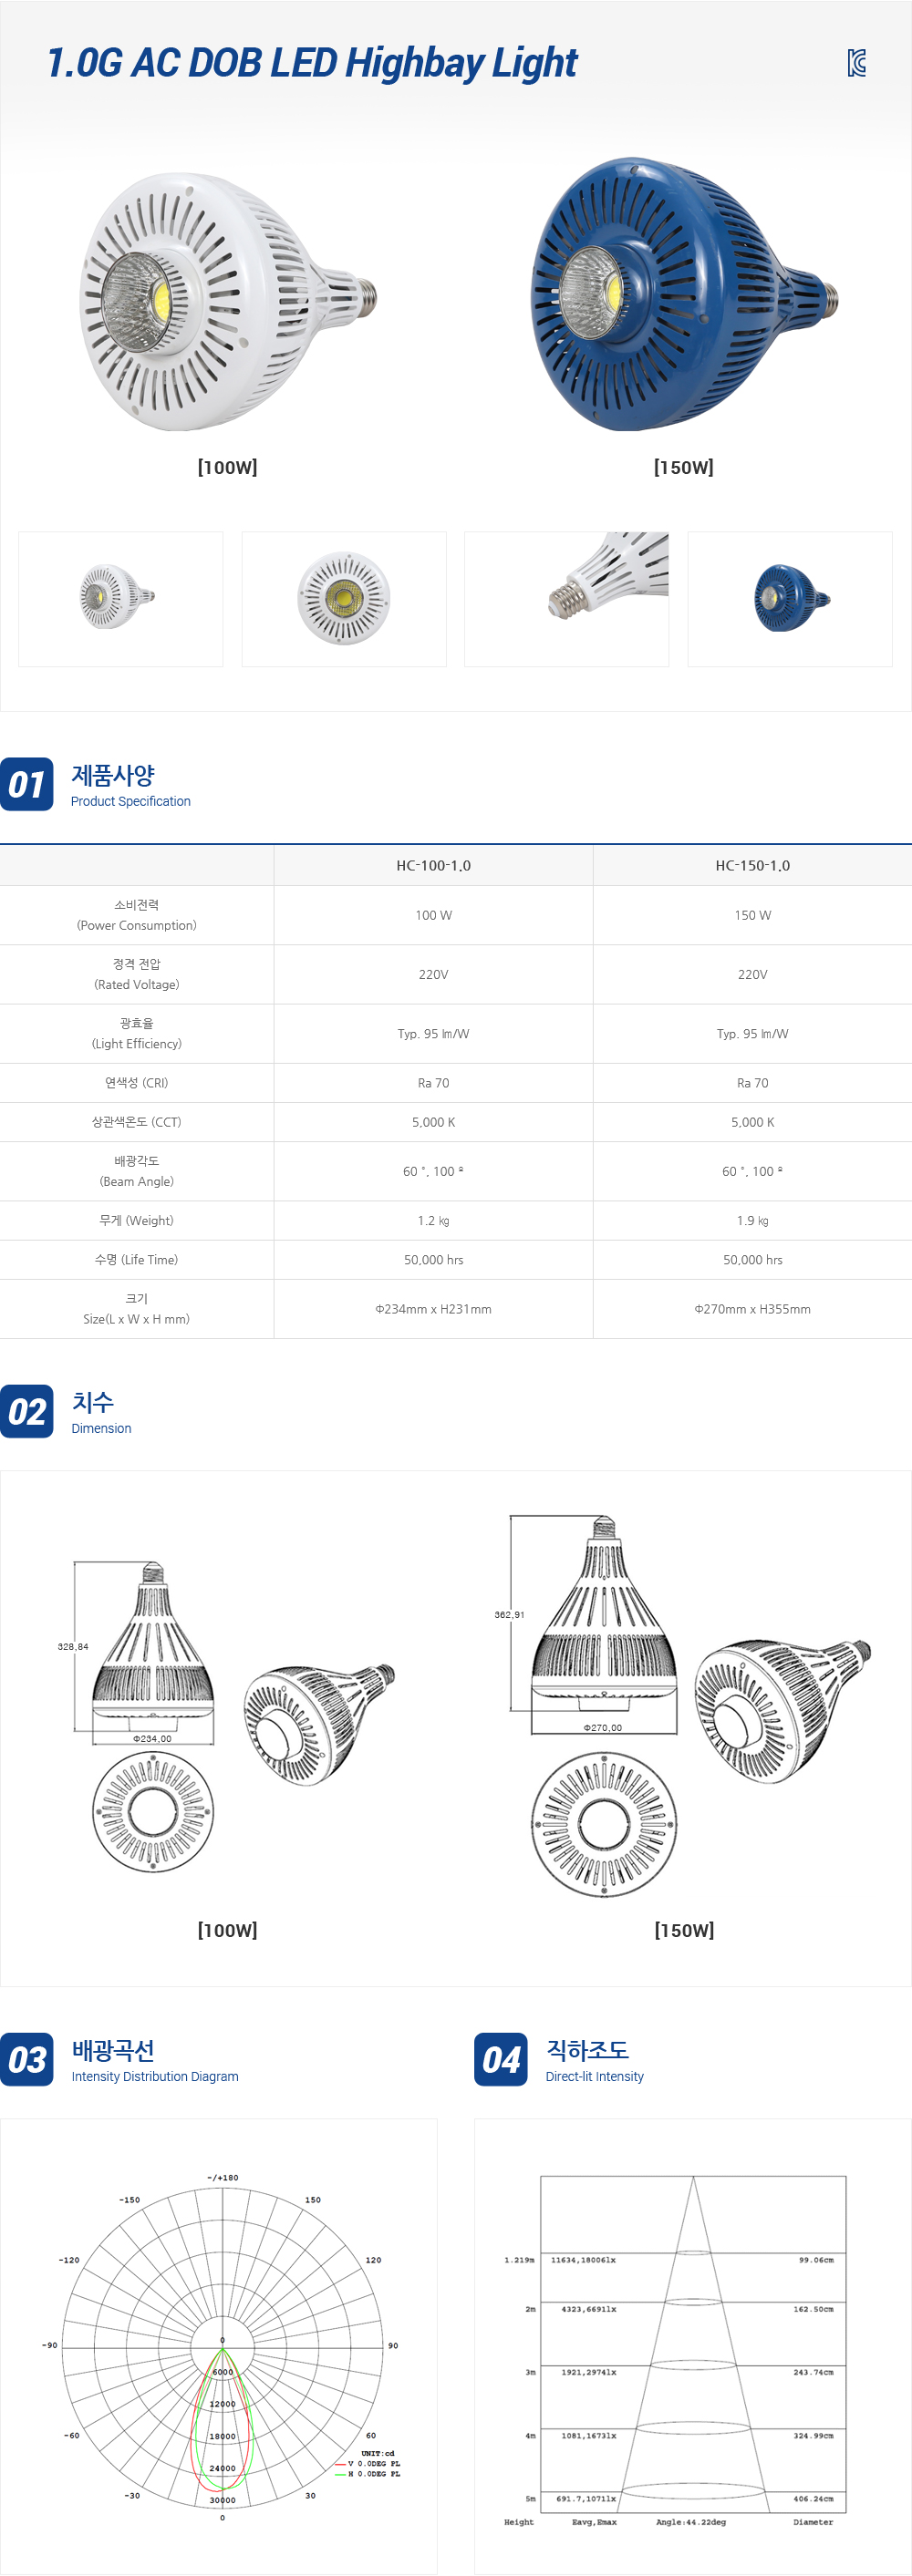 1.0G AC DOB LED Highbay Light
[100W]
[150W]
01
제품사양
Product Specification
HC-100-1.0
HC-150-1.0
소비전력
(Power Consumption)
100 W
150 W
정격 전압
(Rated Voltage)
220V
220V
광효율
(Light Efficiency)
Typ. 95 ㏐/W
Typ. 95 ㏐/W
연색성 (CRI)
Ra 70
Ra 70
상관색온도 (CCT)
5,000 K
5,000 K
배광각도
(Beam Angle)
60 °, 100 º
60 °, 100 º
무게 (Weight)
1.2 ㎏
1.9 ㎏
수명 (Life Time)
50,000 hrs
50,000 hrs
크기
Size(L x W x H mm)
Φ234mm x H231mm
Φ270mm x H355mm
02
치수
Dimension
328,84
Φ234,00
362,91
Φ270,00
[100W]
[150W]
03
배광곡선
Intensity Distribution Diagram
-/+180
-150
150
-120
120
-90
90
0
6000
12000
18000
24000
30000
-60
60
-30
30
0
UNIT:cd
V 0.0DEG PL
H 0.0DEG PL
04
직하조도
Direct-lit Intensity
1.219m
11634,18006lx
99.06cm
2m
4323,6691lx
162.50cm
3m
1921,2974lx
243.74cm
4m
1081,1673lx
324.99cm
5m
691.7,1071lx
406.24cm
Height
Eavg,Emax
Angle:44.22deg
Diameter